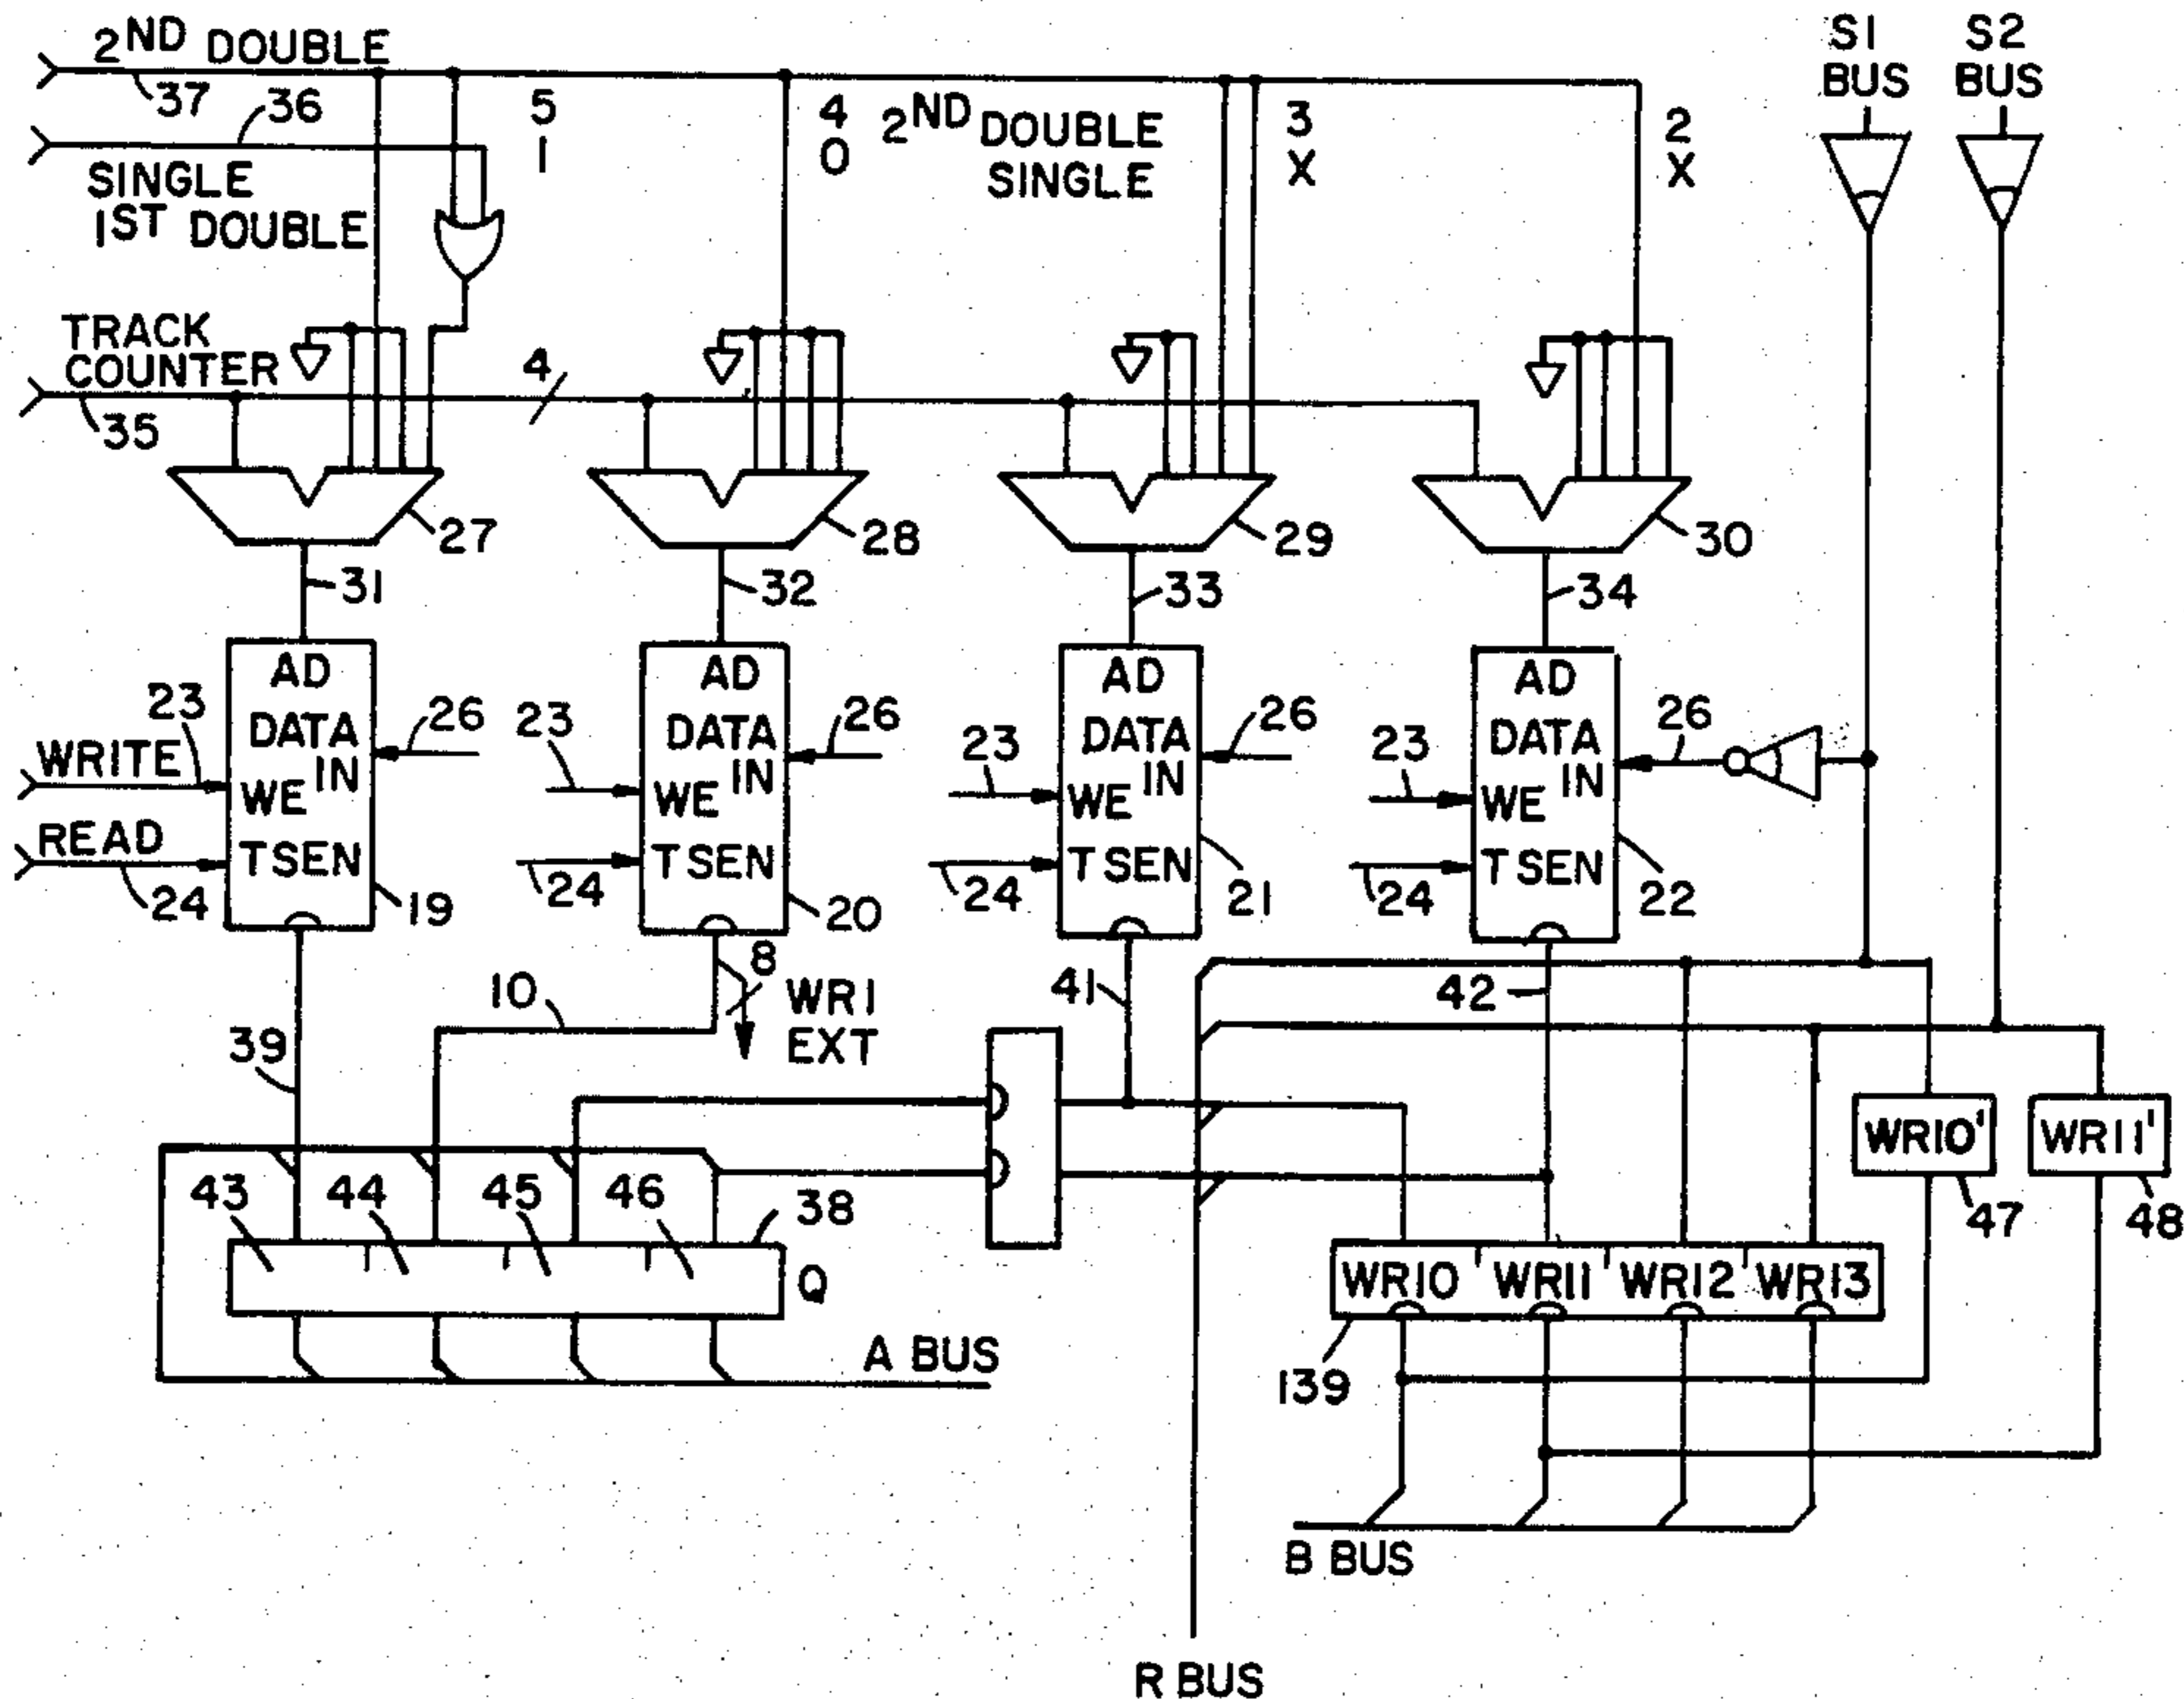 2ND DOUBLE
37
36
SINGLE
1ST DOUBLE
5
1
4
0
2ND DOUBLE
SINGLE
3
X
2
X
S1
BUS
S2
BUS
TRACK
COUNTER
35
4
27
28
29
30
31
32
33
34
23
WRITE
READ
24
AD
DATA
IN
WE
TSEN
26
19
23
24
AD
DATA
IN
WE
TSEN
26
20
23
24
AD
DATA
IN
WE
TSEN
26
21
23
24
AD
DATA
IN
WE
TSEN
26
22
39
10
8
WR1
EXT
41
42
43
44
45
46
38
Q
A BUS
WR10'
47
WR11'
48
WR10
WR11
WR12
WR13
139
B BUS
R BUS